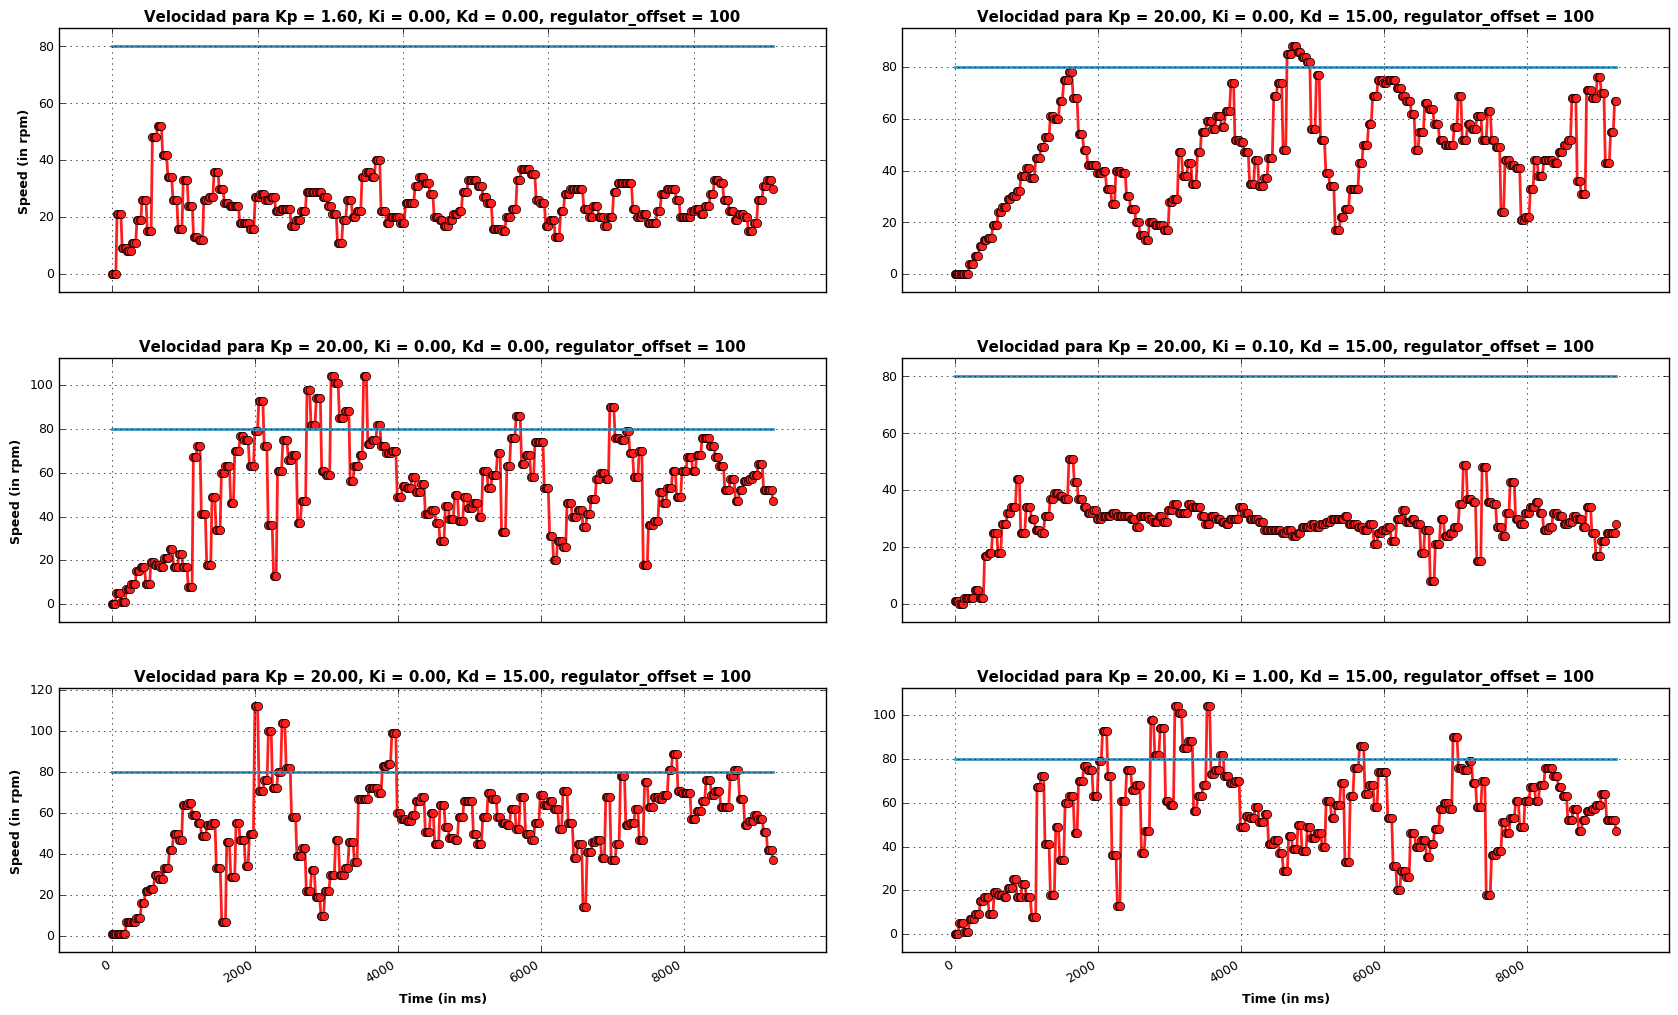 Velocidad para Kp = 1.60, Ki = 0.00, Kd = 0.00, regulator_offset = 100
80
60
40
20
0
Speed (in rpm)
Velocidad para Kp = 20.00, Ki = 0.00, Kd = 15.00, regulator_offset = 100
80
60
40
20
0
Velocidad para Kp = 20.00, Ki = 0.00, Kd = 0.00, regulator_offset = 100
100
80
60
40
20
0
Speed (in rpm)
Velocidad para Kp = 20.00, Ki = 0.10, Kd = 15.00, regulator_offset = 100
80
60
40
20
0
Velocidad para Kp = 20.00, Ki = 0.00, Kd = 15.00, regulator_offset = 100
120
100
80
60
40
20
0
Speed (in rpm)
0 2000 4000 6000 8000
Time (in ms)
Velocidad para Kp = 20.00, Ki = 1.00, Kd = 15.00, regulator_offset = 100
100
80
60
40
20
0
0 2000 4000 6000 8000
Time (in ms)